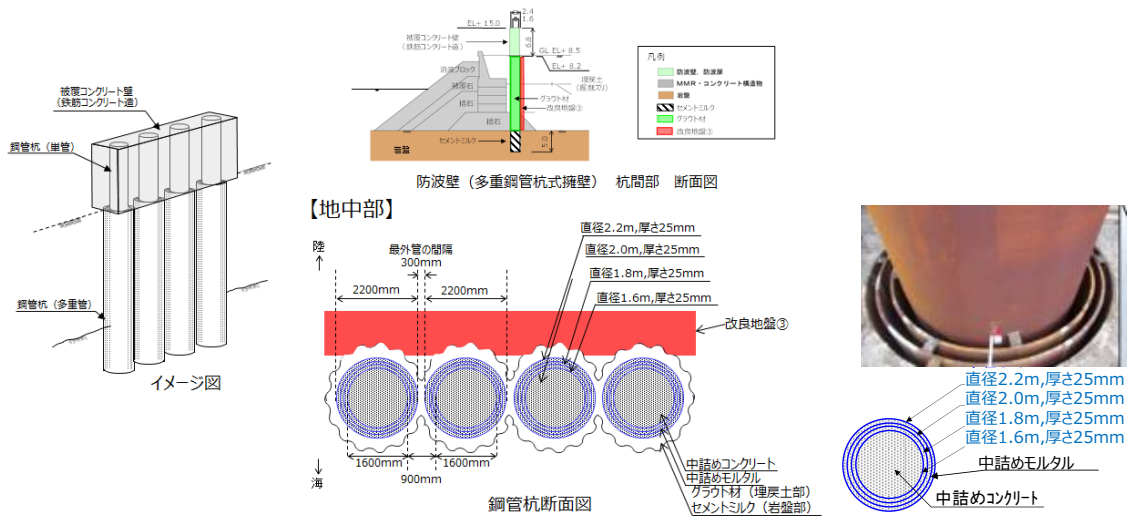 被覆コンクリート壁
(鉄筋コンクリート造)
鋼管杭(単管)
鋼管杭(多重管)
イメージ図
2.4
1.6
EL+ 15.0
被覆コンクリート壁
(鉄筋コンクリート造)
6.8
GL EL+ 8.5
EL+ 8.2
消波ブロック
被覆石
捨石
捨石
埋戻土
(掘削ズリ)
グラウト材
改良地盤③
セメントミルク
5.0
岩盤
防波壁(多重鋼管杭式擁壁) 杭間部 断面図
凡例
防波壁,防波扉
MMR・コンクリート構造物
岩盤
セメントミルク
グラウト材
改良地盤③
【地中部】
陸
海
最外管の間隔
300mm
2200mm
2200mm
直径2.2m,厚さ25mm
直径2.0m,厚さ25mm
直径1.8m,厚さ25mm
直径1.6m,厚さ25mm
改良地盤③
1600mm
1600mm
900mm
中詰めコンクリート
中詰めモルタル
グラウト材(埋戻土部)
セメントミルク(岩盤部)
鋼管杭断面図
直径2.2m,厚さ25mm
直径2.0m,厚さ25mm
直径1.8m,厚さ25mm
直径1.6m,厚さ25mm
中詰めモルタル
中詰めコンクリート